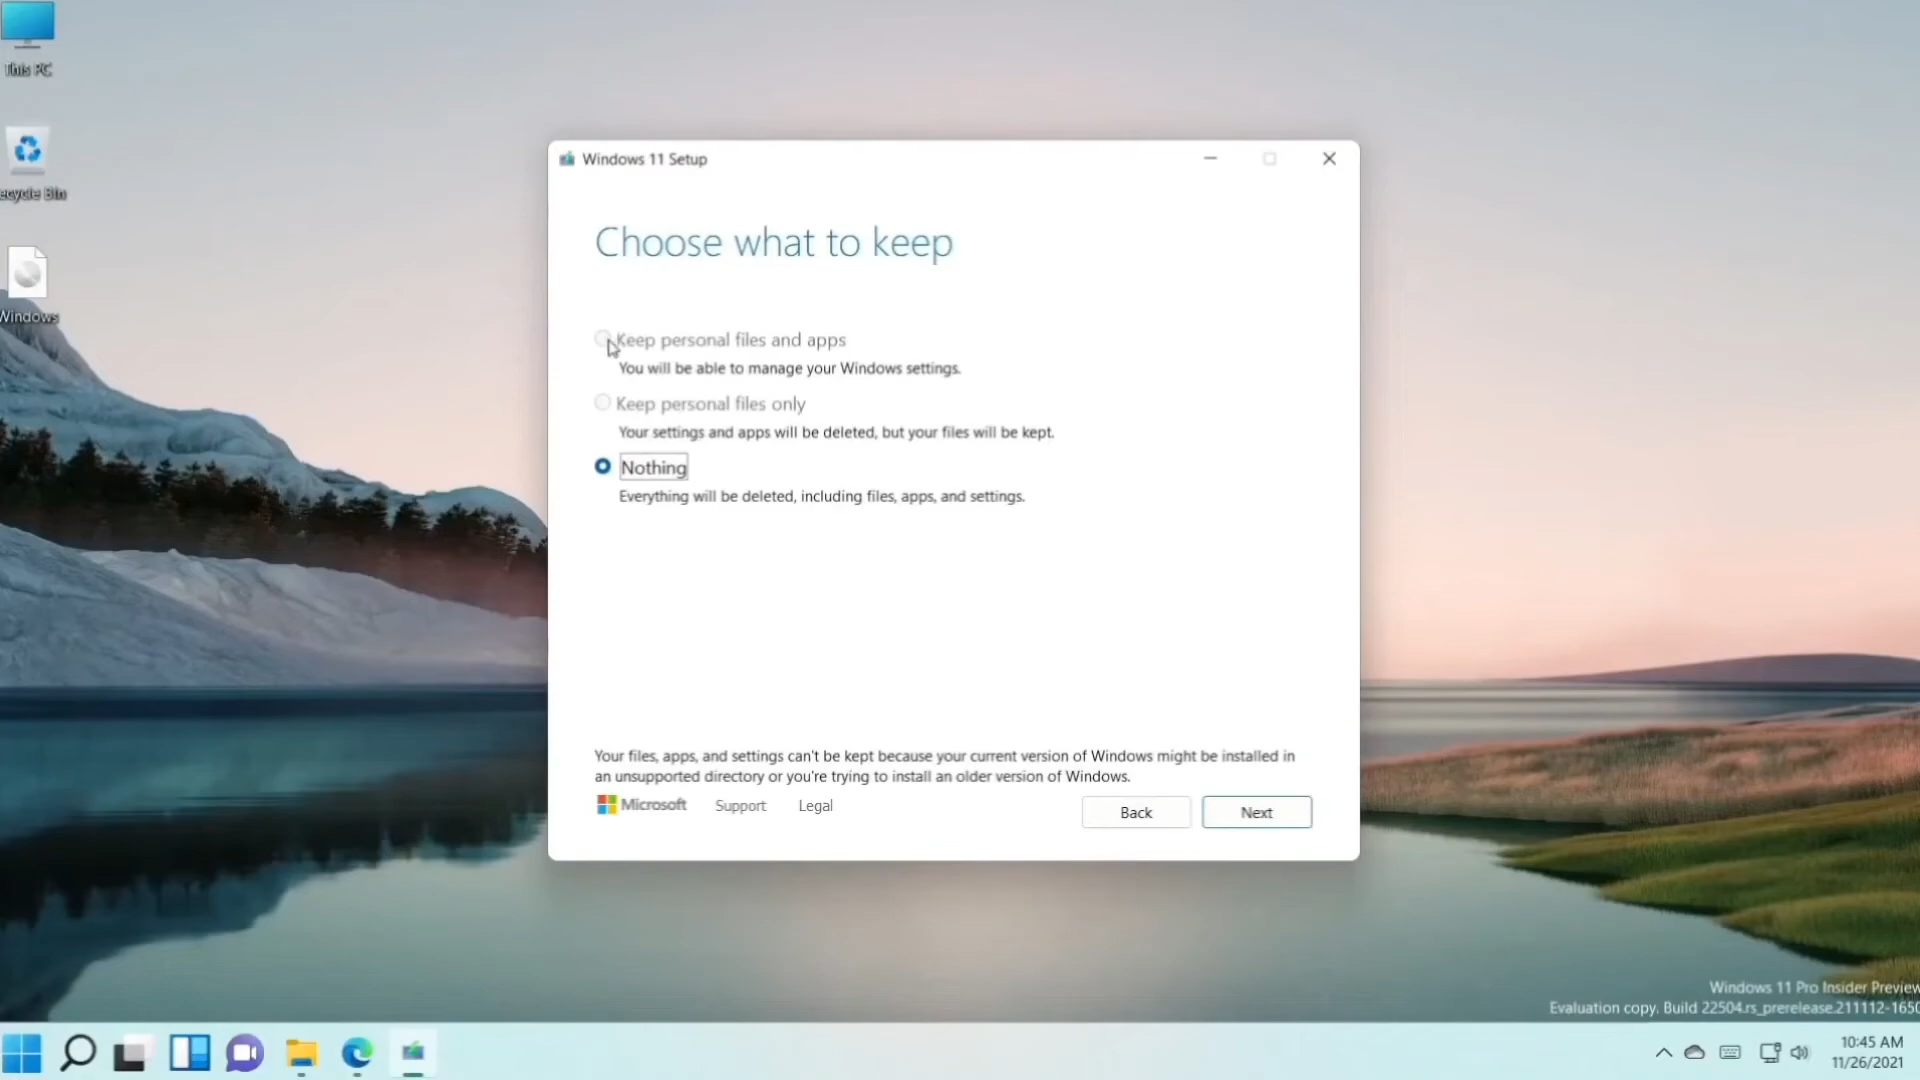 This PC
ecycle Bin
Windows
Windows 11 Setup
Choose what to keep
Keep personal files and apps
You will be able to manage your Windows settings.
Keep personal files only
Your settings and apps will be deleted, but your files will be kept.
Nothing
Everything will be deleted, including files, apps, and settings.
Your files, apps, and settings can't be kept because your current version of Windows might be installed in
an unsupported directory or you're trying to install an older version of Windows.
Microsoft Support Legal
Back Next
Windows 11 Pro Insider Preview
Evaluation copy. Build 22504.rs_prerelease.211112-1650
10:45 AM
11/26/2021